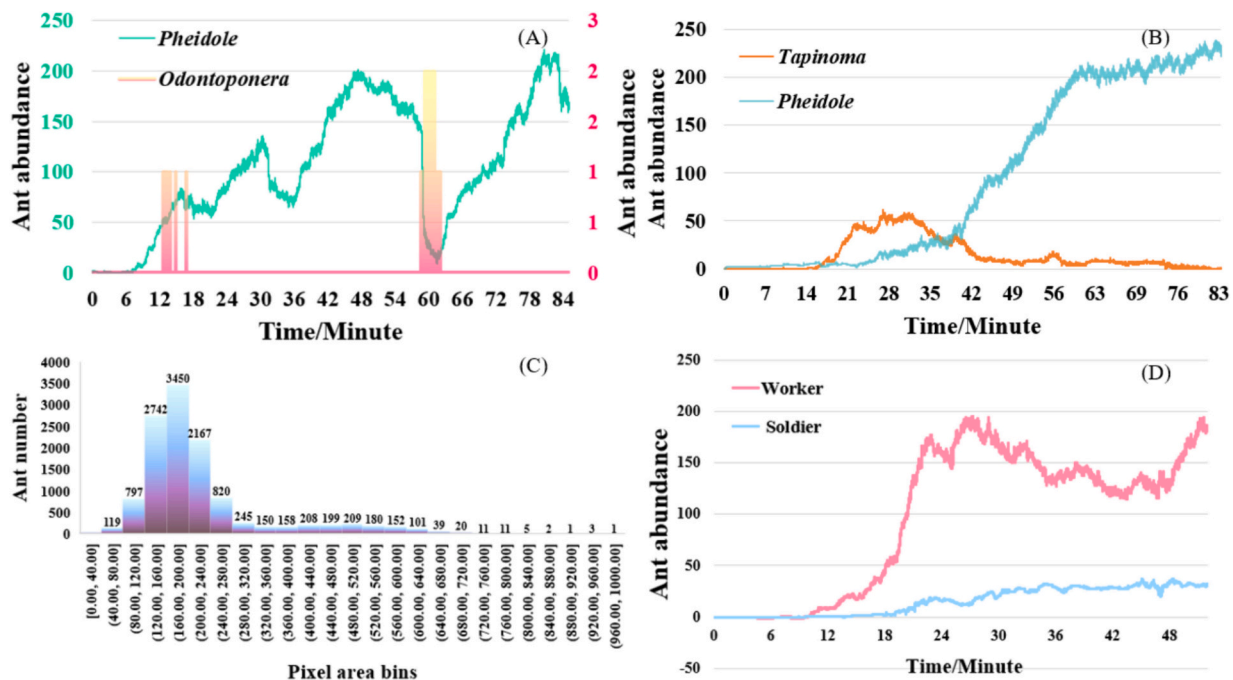 (A)
Pheidole
Odontoponera
Ant abundance
250
200
150
100
50
0
3
2
2
1
1
0
Ant abundance
0 6 12 18 24 30 36 42 48 54 60 66 72 78 84
Time/Minute
(B)
Tapinoma
Pheidole
Ant abundance
250
200
150
100
50
0
0 7 14 21 28 35 42 49 56 63 69 76 83
Time/Minute
(C)
Ant number
4000
3500
3000
2500
2000
1500
1000
500
0
119 797 2742 3450 2167 820 245 150 158 208 199 209 180 152 101 39 20 11 11 5 2 1 3 1
[0.00, 40.00]
(40.00, 80.00]
(80.00, 120.00]
(120.00, 160.00]
(160.00, 200.00]
(200.00, 240.00]
(240.00, 280.00]
(280.00, 320.00]
(320.00, 360.00]
(360.00, 400.00]
(400.00, 440.00]
(440.00, 480.00]
(480.00, 520.00]
(520.00, 560.00]
(560.00, 600.00]
(600.00, 640.00]
(640.00, 680.00]
(680.00, 720.00]
(720.00, 760.00]
(760.00, 800.00]
(800.00, 840.00]
(840.00, 880.00]
(880.00, 920.00]
(920.00, 960.00]
(960.00, 1000.00]
Pixel area bins
(D)
Worker
Soldier
Ant abundance
250
200
150
100
50
0
-50
0 6 12 18 24 30 36 42 48
Time/Minute